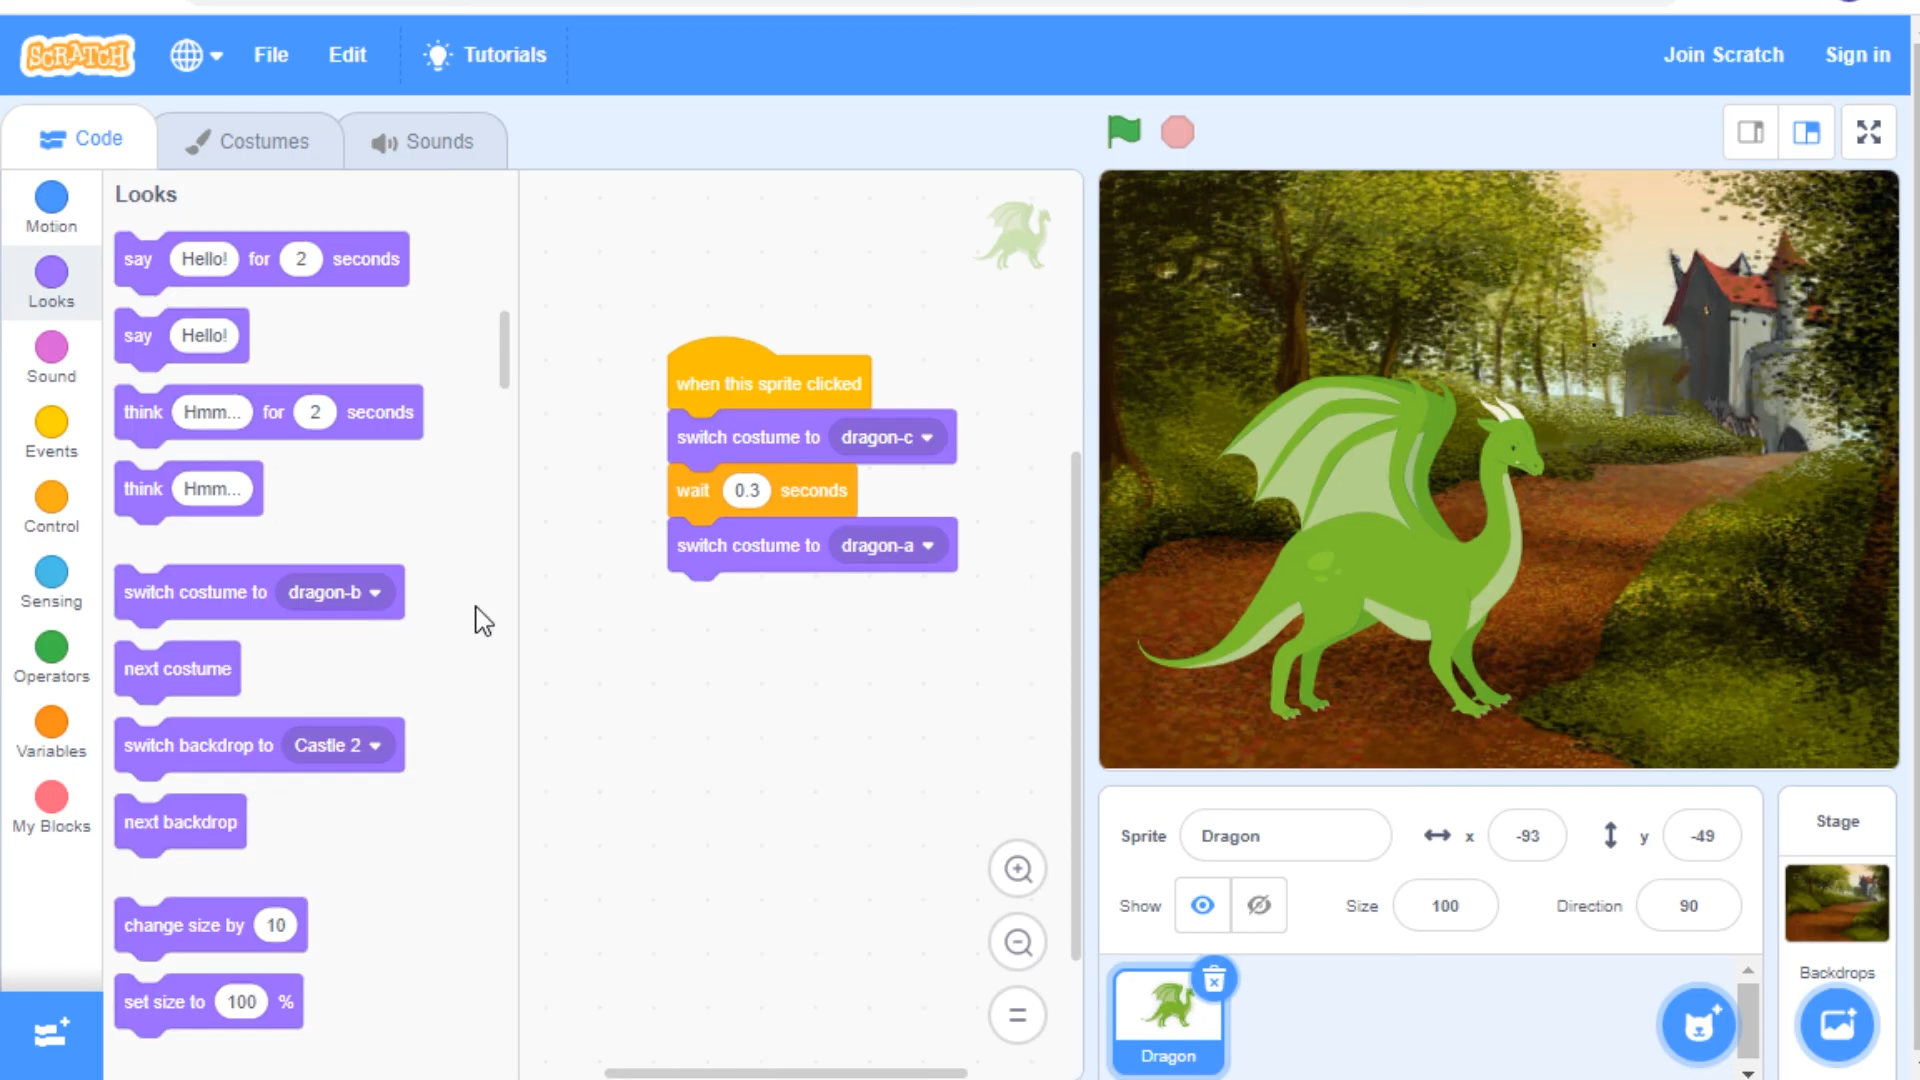 SCRATCH File Edit Tutorials Join Scratch Sign in
Code Costumes Sounds
Motion
Looks
Sound
Events
Control
Sensing
Operators
Variables
My Blocks
Looks
say Hello! for 2 seconds
say Hello!
think Hmm... for 2 seconds
think Hmm...
switch costume to dragon-b
next costume
switch backdrop to Castle 2
next backdrop
change size by 10
set size to 100 %
when this sprite clicked
switch costume to dragon-c
wait 0.3 seconds
switch costume to dragon-a
Sprite Dragon x -93 y -49
Show Size 100 Direction 90
Dragon
Stage
Backdrops